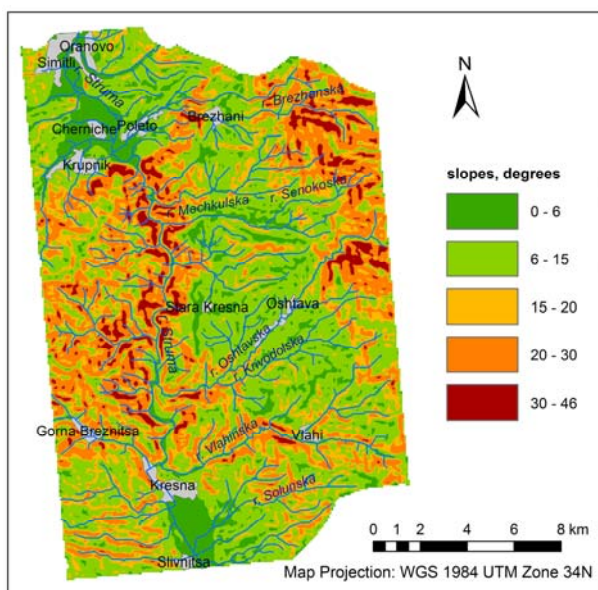 Oranovo
Simitli
r. Struma
Cherniche
Poleto
Krupnik
Brezhani
r. Brezhanska
r. Senokoska
r. Mechkulska
Stara Kresna
Oshtava
r. Struma
r. Oshtavska
r. Krivodolska
Gorna Breznitsa
r. Vlahinska
Vlahi
Kresna
r. Solunska
Slivnitsa
N
slopes, degrees
0 - 6
6 - 15
15 - 20
20 - 30
30 - 46
0 1 2 4 6 8 km
Map Projection: WGS 1984 UTM Zone 34N